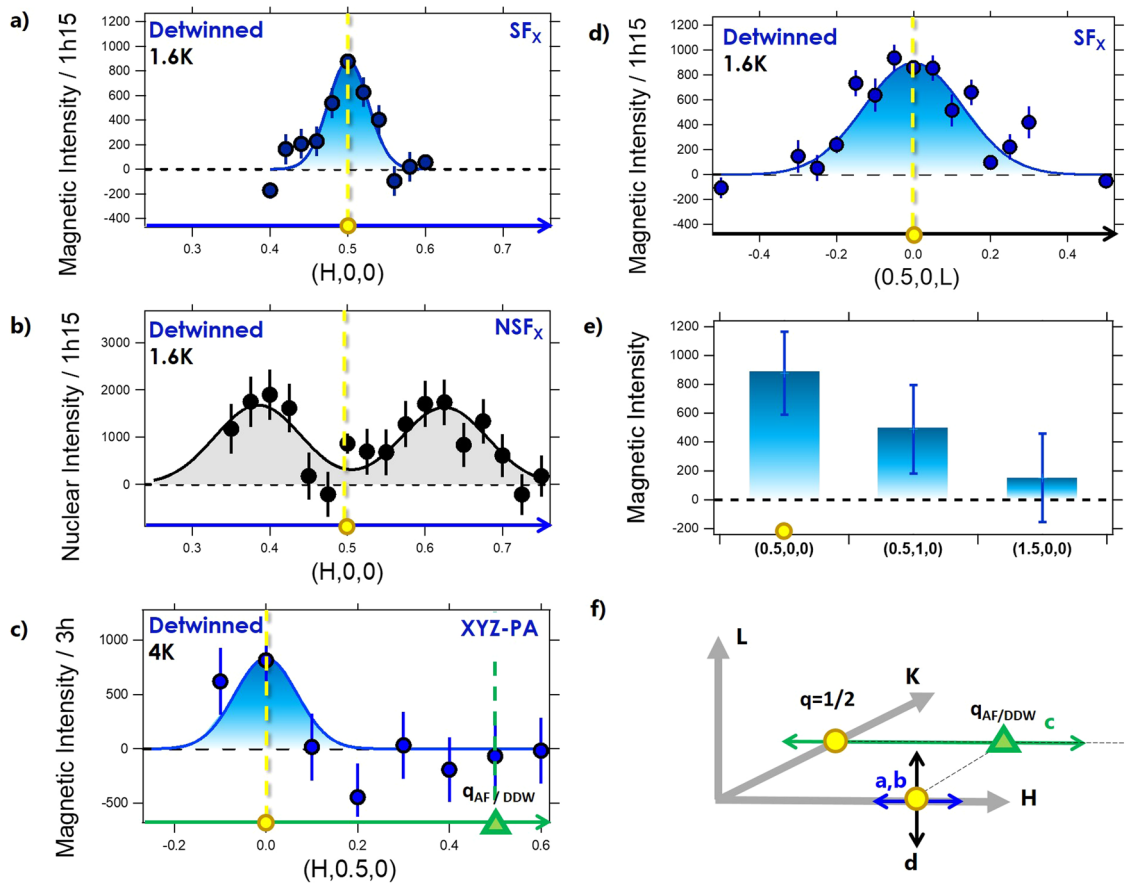 a)
Detwinned
1.6K
SFX
Magnetic Intensity / 1h15
1200
1000
800
600
400
200
0
-200
-400
0.3
0.4
0.5
0.6
0.7
(H,0,0)
b)
Detwinned
1.6K
NSFX
Nuclear Intensity / 1h15
3000
2000
1000
0
0.3
0.4
0.5
0.6
0.7
(H,0,0)
c)
Detwinned
4K
XYZ-PA
Magnetic Intensity / 3h
1000
500
0
-500
qAF / DDW
-0.2
0.0
0.2
0.4
0.6
(H,0.5,0)
d)
Detwinned
1.6K
SFX
Magnetic Intensity / 1h15
1200
1000
800
600
400
200
0
-200
-400
-0.4
-0.2
0.0
0.2
0.4
(0.5,0,L)
e)
Magnetic Intensity
1200
1000
800
600
400
200
0
-200
(0.5,0,0)
(0.5,1,0)
(1.5,0,0)
f)
L
K
q=1/2
qAF/DDW
c
a,b
H
d